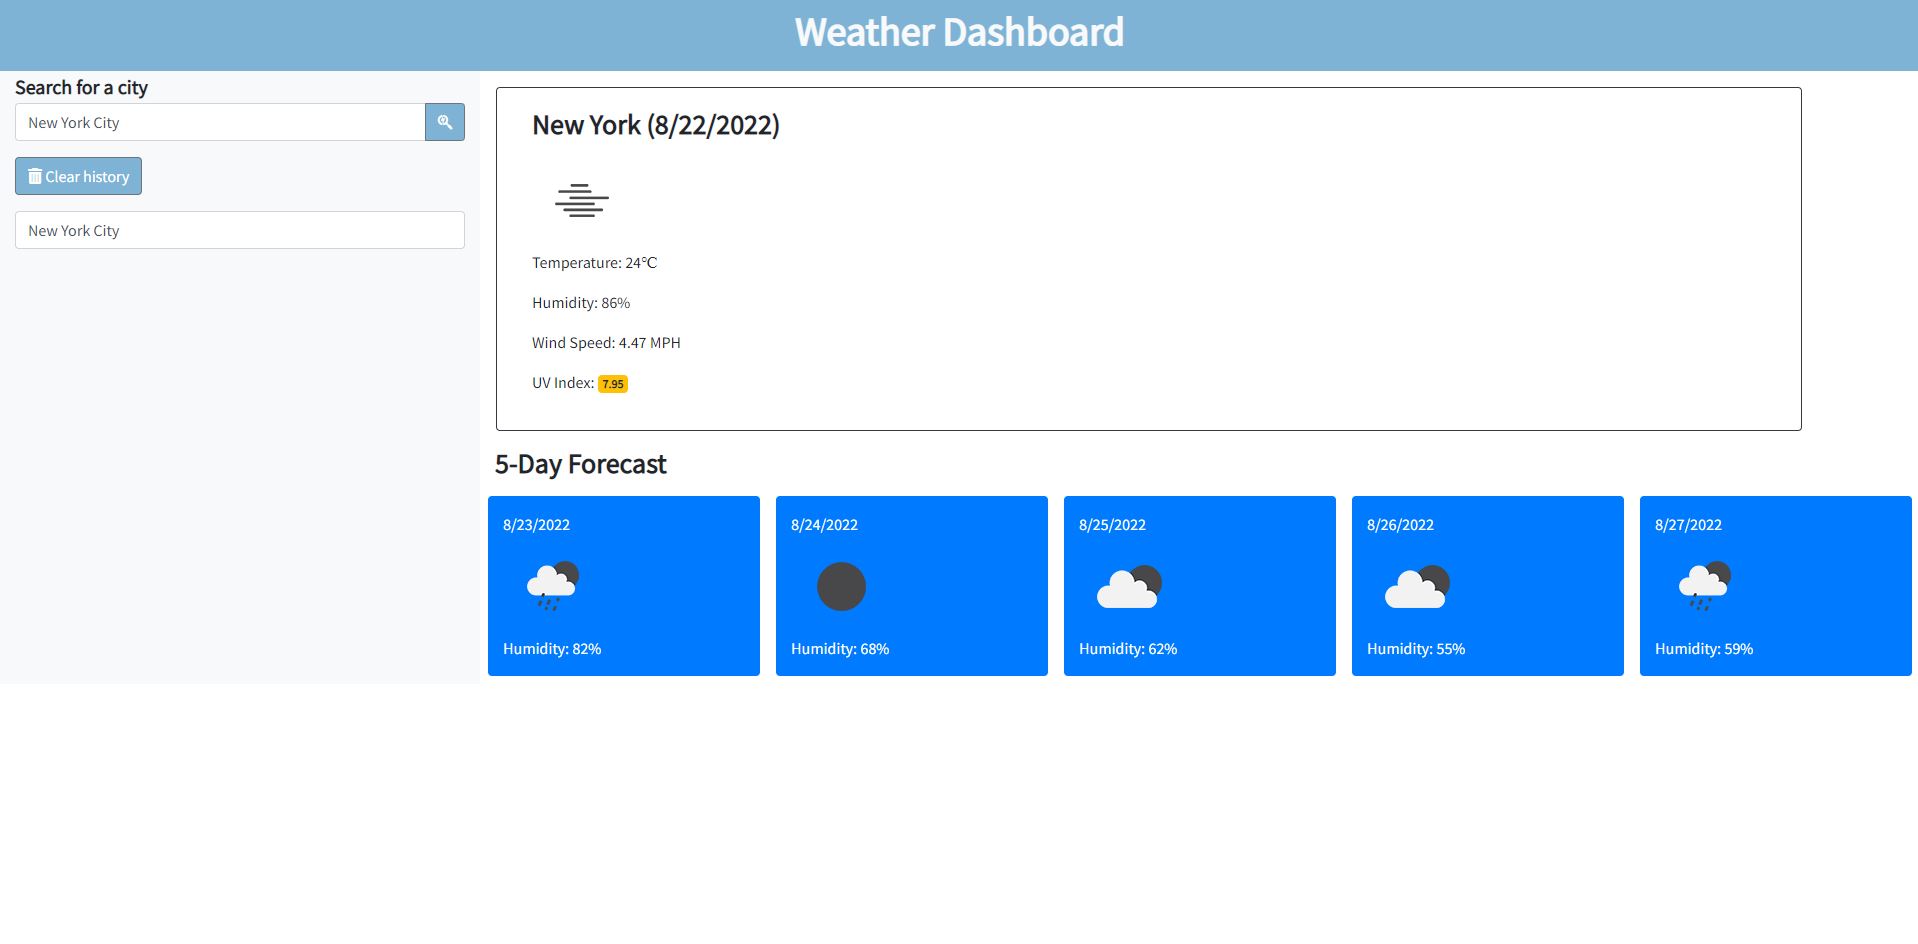 Weather Dashboard
Search for a city
New York City
Clear history
New York City
New York (8/22/2022)
Temperature: 24℃
Humidity: 86%
Wind Speed: 4.47 MPH
UV Index: 7.95
5-Day Forecast
8/23/2022
Humidity: 82%
8/24/2022
Humidity: 68%
8/25/2022
Humidity: 62%
8/26/2022
Humidity: 55%
8/27/2022
Humidity: 59%